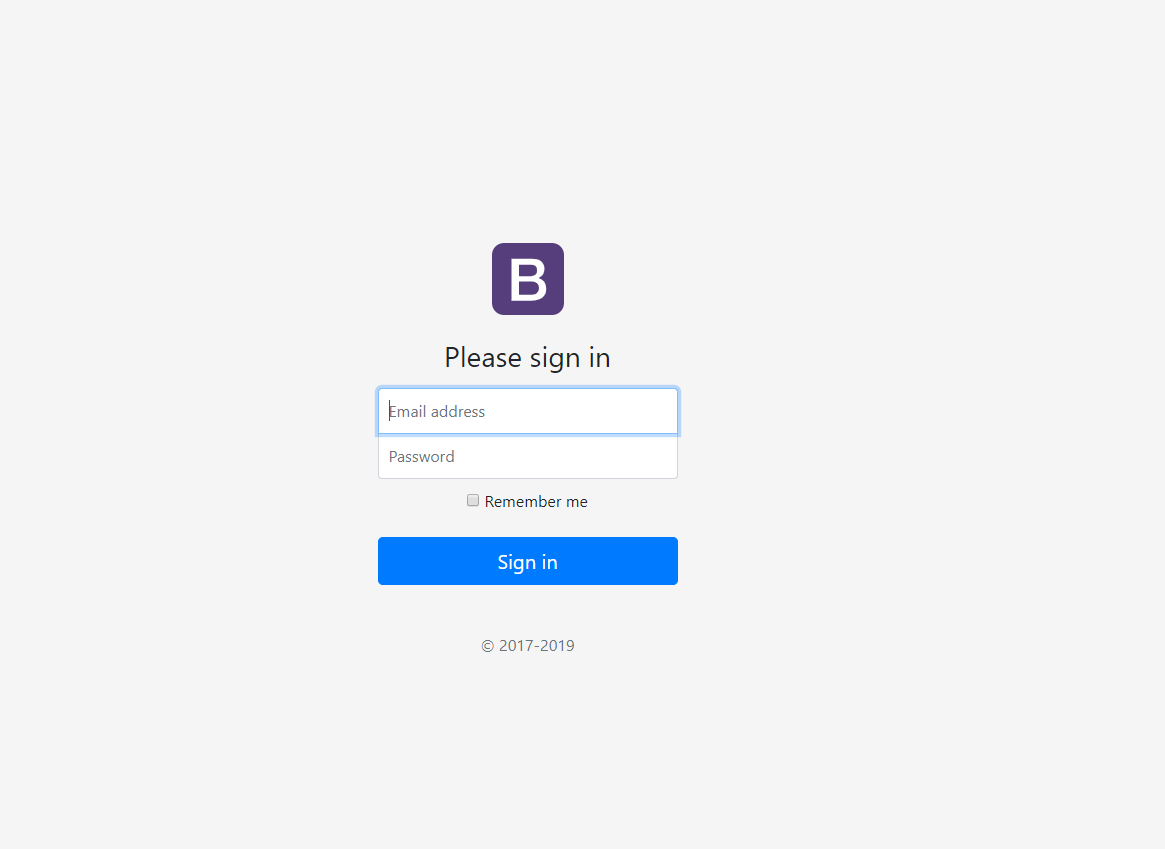 B
Please sign in
Email address
Password
Remember me
Sign in
© 2017-2019